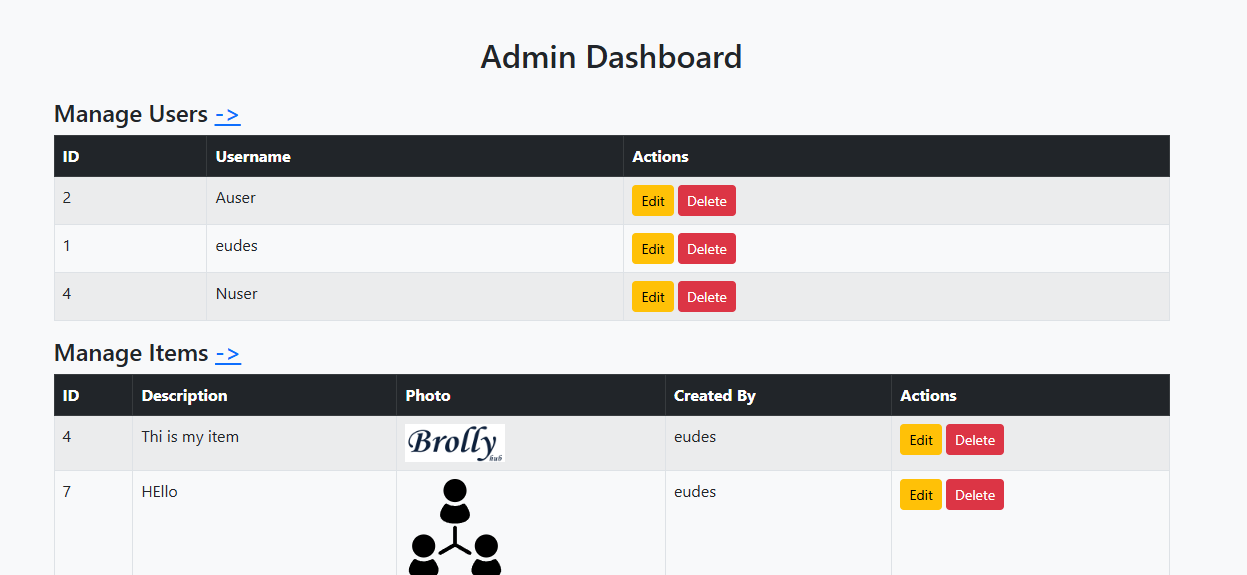 Admin Dashboard
Manage Users ->
ID Username Actions
2 Auser Edit Delete
1 eudes Edit Delete
4 Nuser Edit Delete
Manage Items ->
ID Description Photo Created By Actions
4 Thi is my item Brolly hub eudes Edit Delete
7 HEllo eudes Edit Delete